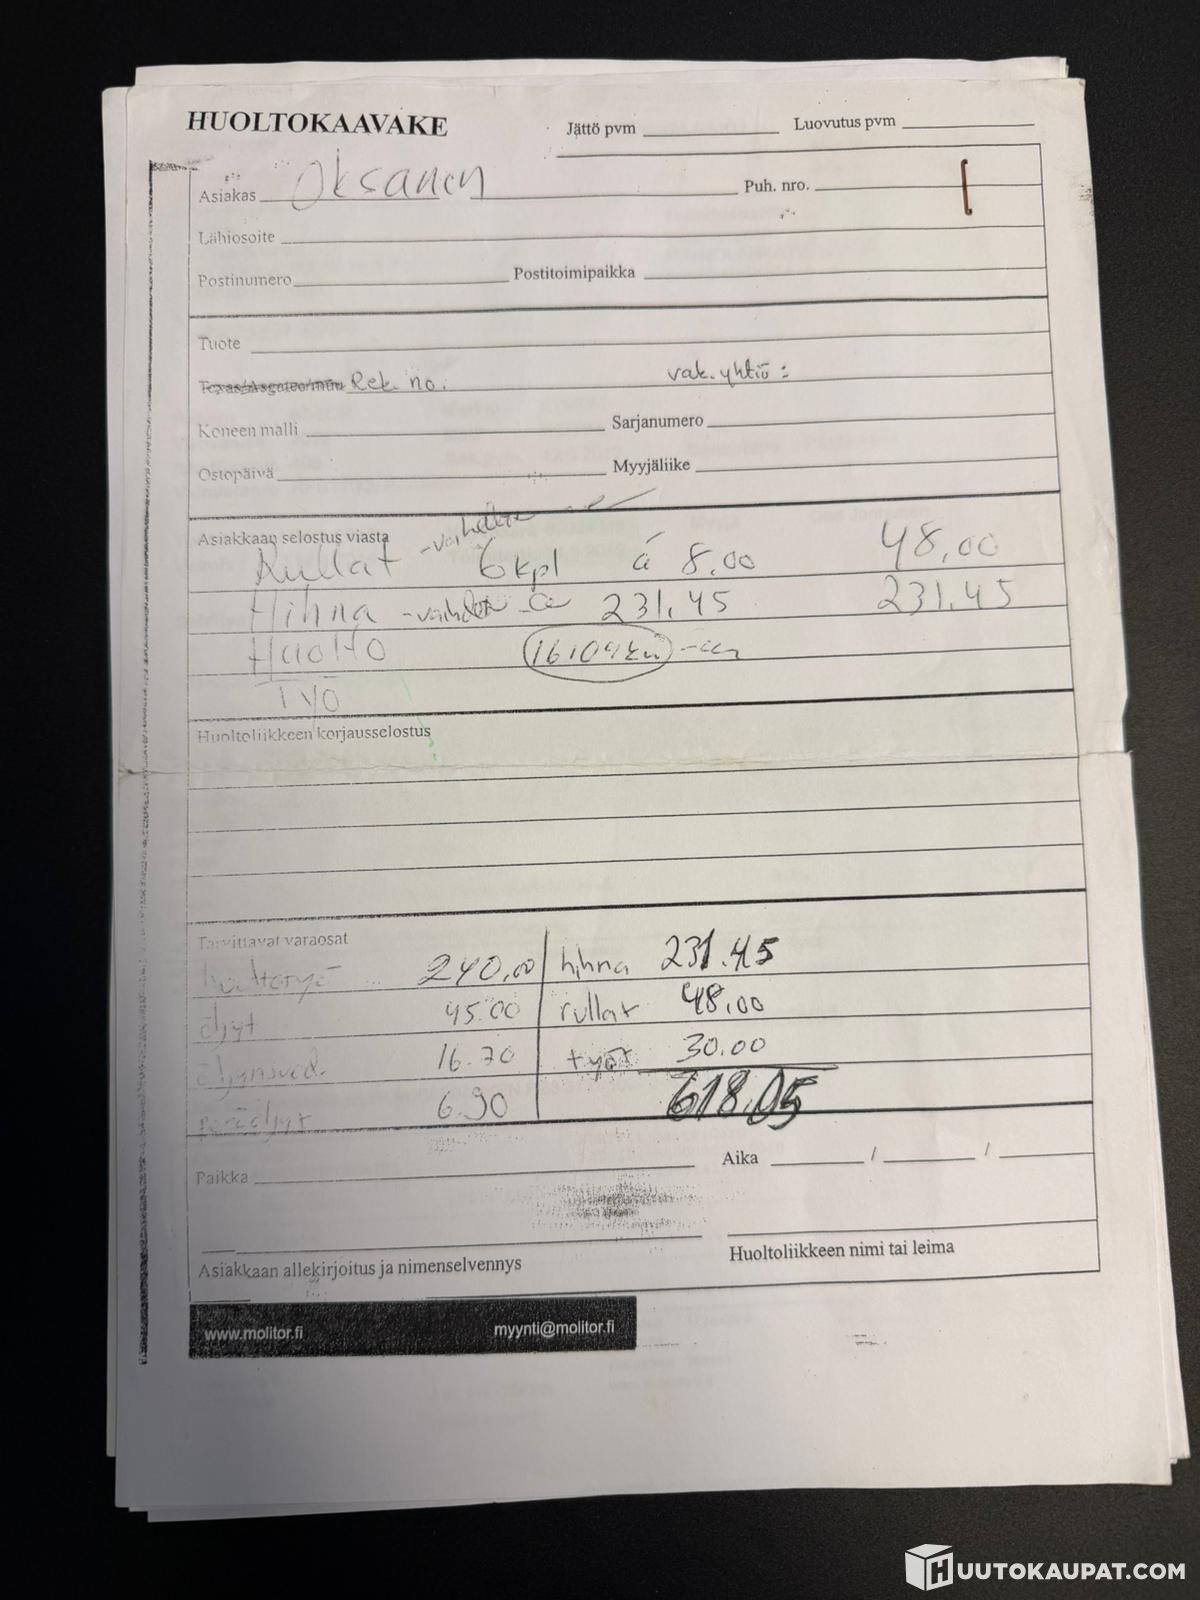 HUOLTOKAAVAKE Jättö pvm Luovutus pvm
Asiakas Oksanen Puh. nro.
Lähiosoite
Postinumero Postitoimipaikka
Tuote
Rek. no. vak.yhtiö:
Koneen malli Sarjanumero
Ostopäivä Myyjäliike
Asiakkaan selostus viasta
Rullat 6kpl á 8.00 48,00
Hihna 231,45 231,45
Huolto
Työ
Huoltoliikkeen korjausselostus
Tarvittavat varaosat
huoltotyö 240,00 hihna 231.45
öljyt 45.00 rullat 48,00
16.70 työt 30.00
peräöljyt 6.90 618,05
Paikka Aika / /
Asiakkaan allekirjoitus ja nimenselvennys Huoltoliikkeen nimi tai leima
www.molitor.fi myynti@molitor.fi
HUUTOKAUPAT.COM